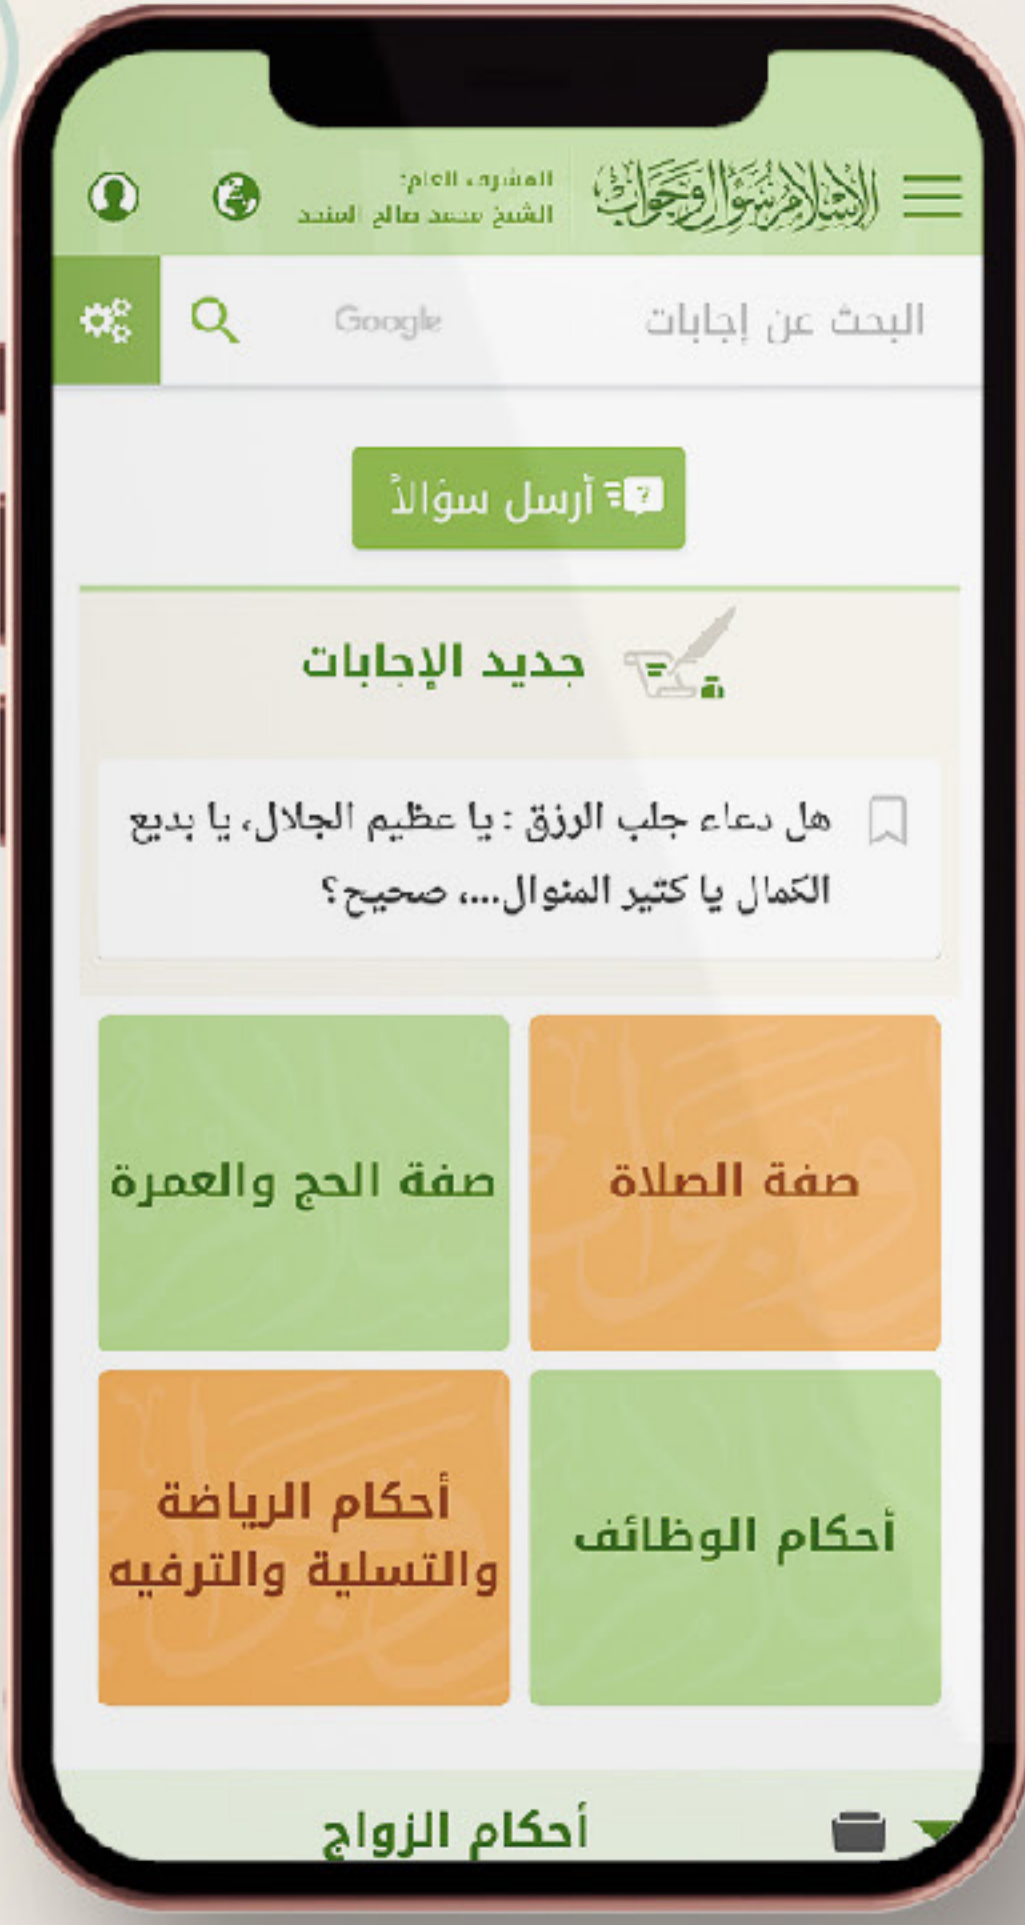 الإسلام سؤال وجواب
المشرف العام:
الشيخ محمد صالح المنجد
البحث عن إجابات
Google
أرسل سؤالاً
جديد الإجابات
هل دعاء جلب الرزق : يا عظيم الجلال، يا بديع
الكمال يا كثير المنوال...، صحيح؟
صفة الصلاة
صفة الحج والعمرة
أحكام الوظائف
أحكام الرياضة
والتسلية والترفيه
أحكام الزواج